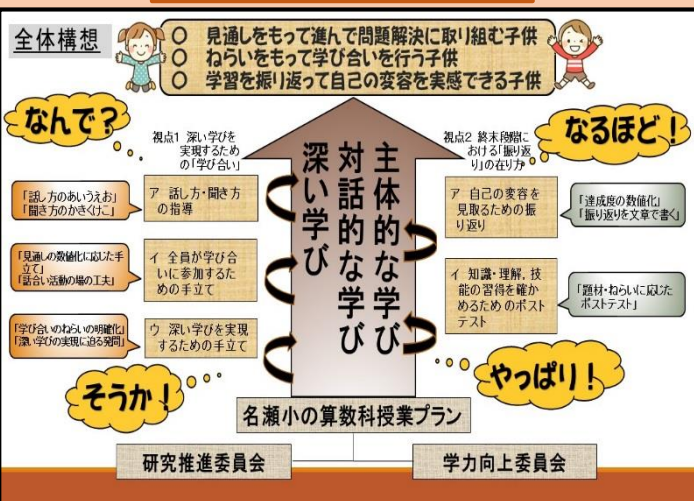 全体構想
〇 見通しをもって進んで問題解決に取り組む子供
〇 ねらいをもって学び合いを行う子供
〇 学習を振り返って自己の変容を実感できる子供
なんで?
視点1 深い学びを
実現するため
の「学び合い」
「話し方のあいうえお」
「聞き方のかきくけこ」
ア 話し方・聞き方
の指導
「見通しの数値化に応じた手
立て」
「話合い活動の場の工夫」
イ 全員が学び合
いに参加するた
めの手立て
「学び合いのねらいの明確化」
「深い学びの実現に迫る発問」
ウ 深い学びを実現
するための手立て
そうか!
主体的な学び
対話的な学び
深い学び
視点2 終末段階に
おける「振り返
り」の在り方
なるほど!
ア 自己の変容を
見取るための振
り返り
「達成度の数値化」
「振り返りを文章で書く」
イ 知識・理解、技
能の習得を確か
めるための ポスト
テスト
「題材・ねらいに応じた
ポストテスト」
やっぱり!
名瀬小の算数科授業プラン
研究推進委員会
学力向上委員会